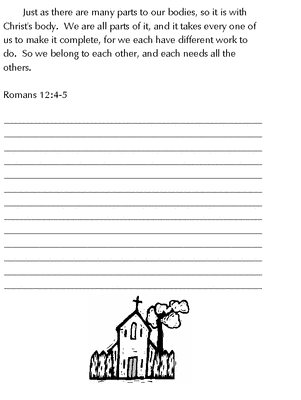 Just as there are many parts to our bodies, so it is with
Christ's body. We are all parts of it, and it takes every one of
us to make it complete, for we each have different work to
do. So we belong to each other, and each needs all the
others.
Romans 12:4-5